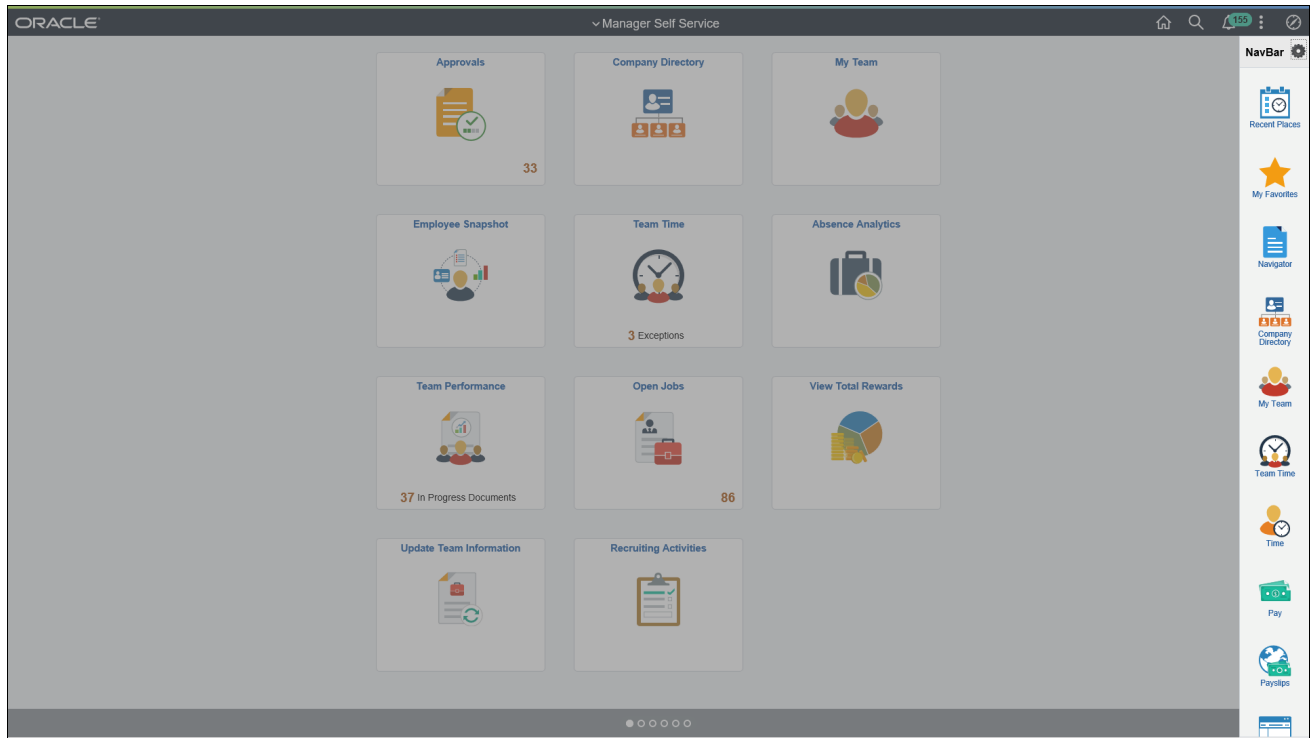 ORACLE
Manager Self Service
155
NavBar
Approvals
33
Company Directory
My Team
Employee Snapshot
Team Time
3 Exceptions
Absence Analytics
Team Performance
37 In Progress Documents
Open Jobs
86
View Total Rewards
Update Team Information
Recruiting Activities
Recent Places
My Favorites
Navigator
Company
Directory
My Team
Team Time
Time
Pay
Payslips